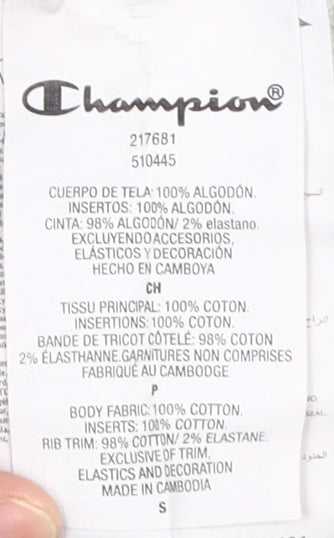 Champion®
217681
510445
CUERPO DE TELA: 100% ALGODÓN.
INSERTOS: 100% ALGODÓN.
CINTA: 98% ALGODÓN/ 2% elastano.
EXCLUYENDO ACCESORIOS,
ELÁSTICOS Y DECORACIÓN
HECHO EN CAMBOYA
CH
TISSU PRINCIPAL: 100% COTON.
INSERTIONS: 100% COTON.
BANDE DE TRICOT CÔTELÉ: 98% COTON
2% ÉLASTHANNE.GARNITURES NON COMPRISES
FABRIQUÉ AU CAMBODGE
P
BODY FABRIC: 100% COTTON.
INSERTS: 100% COTTON.
RIB TRIM: 98% COTTON/ 2% ELASTANE.
EXCLUSIVE OF TRIM,
ELASTICS AND DECORATION
MADE IN CAMBODIA
S